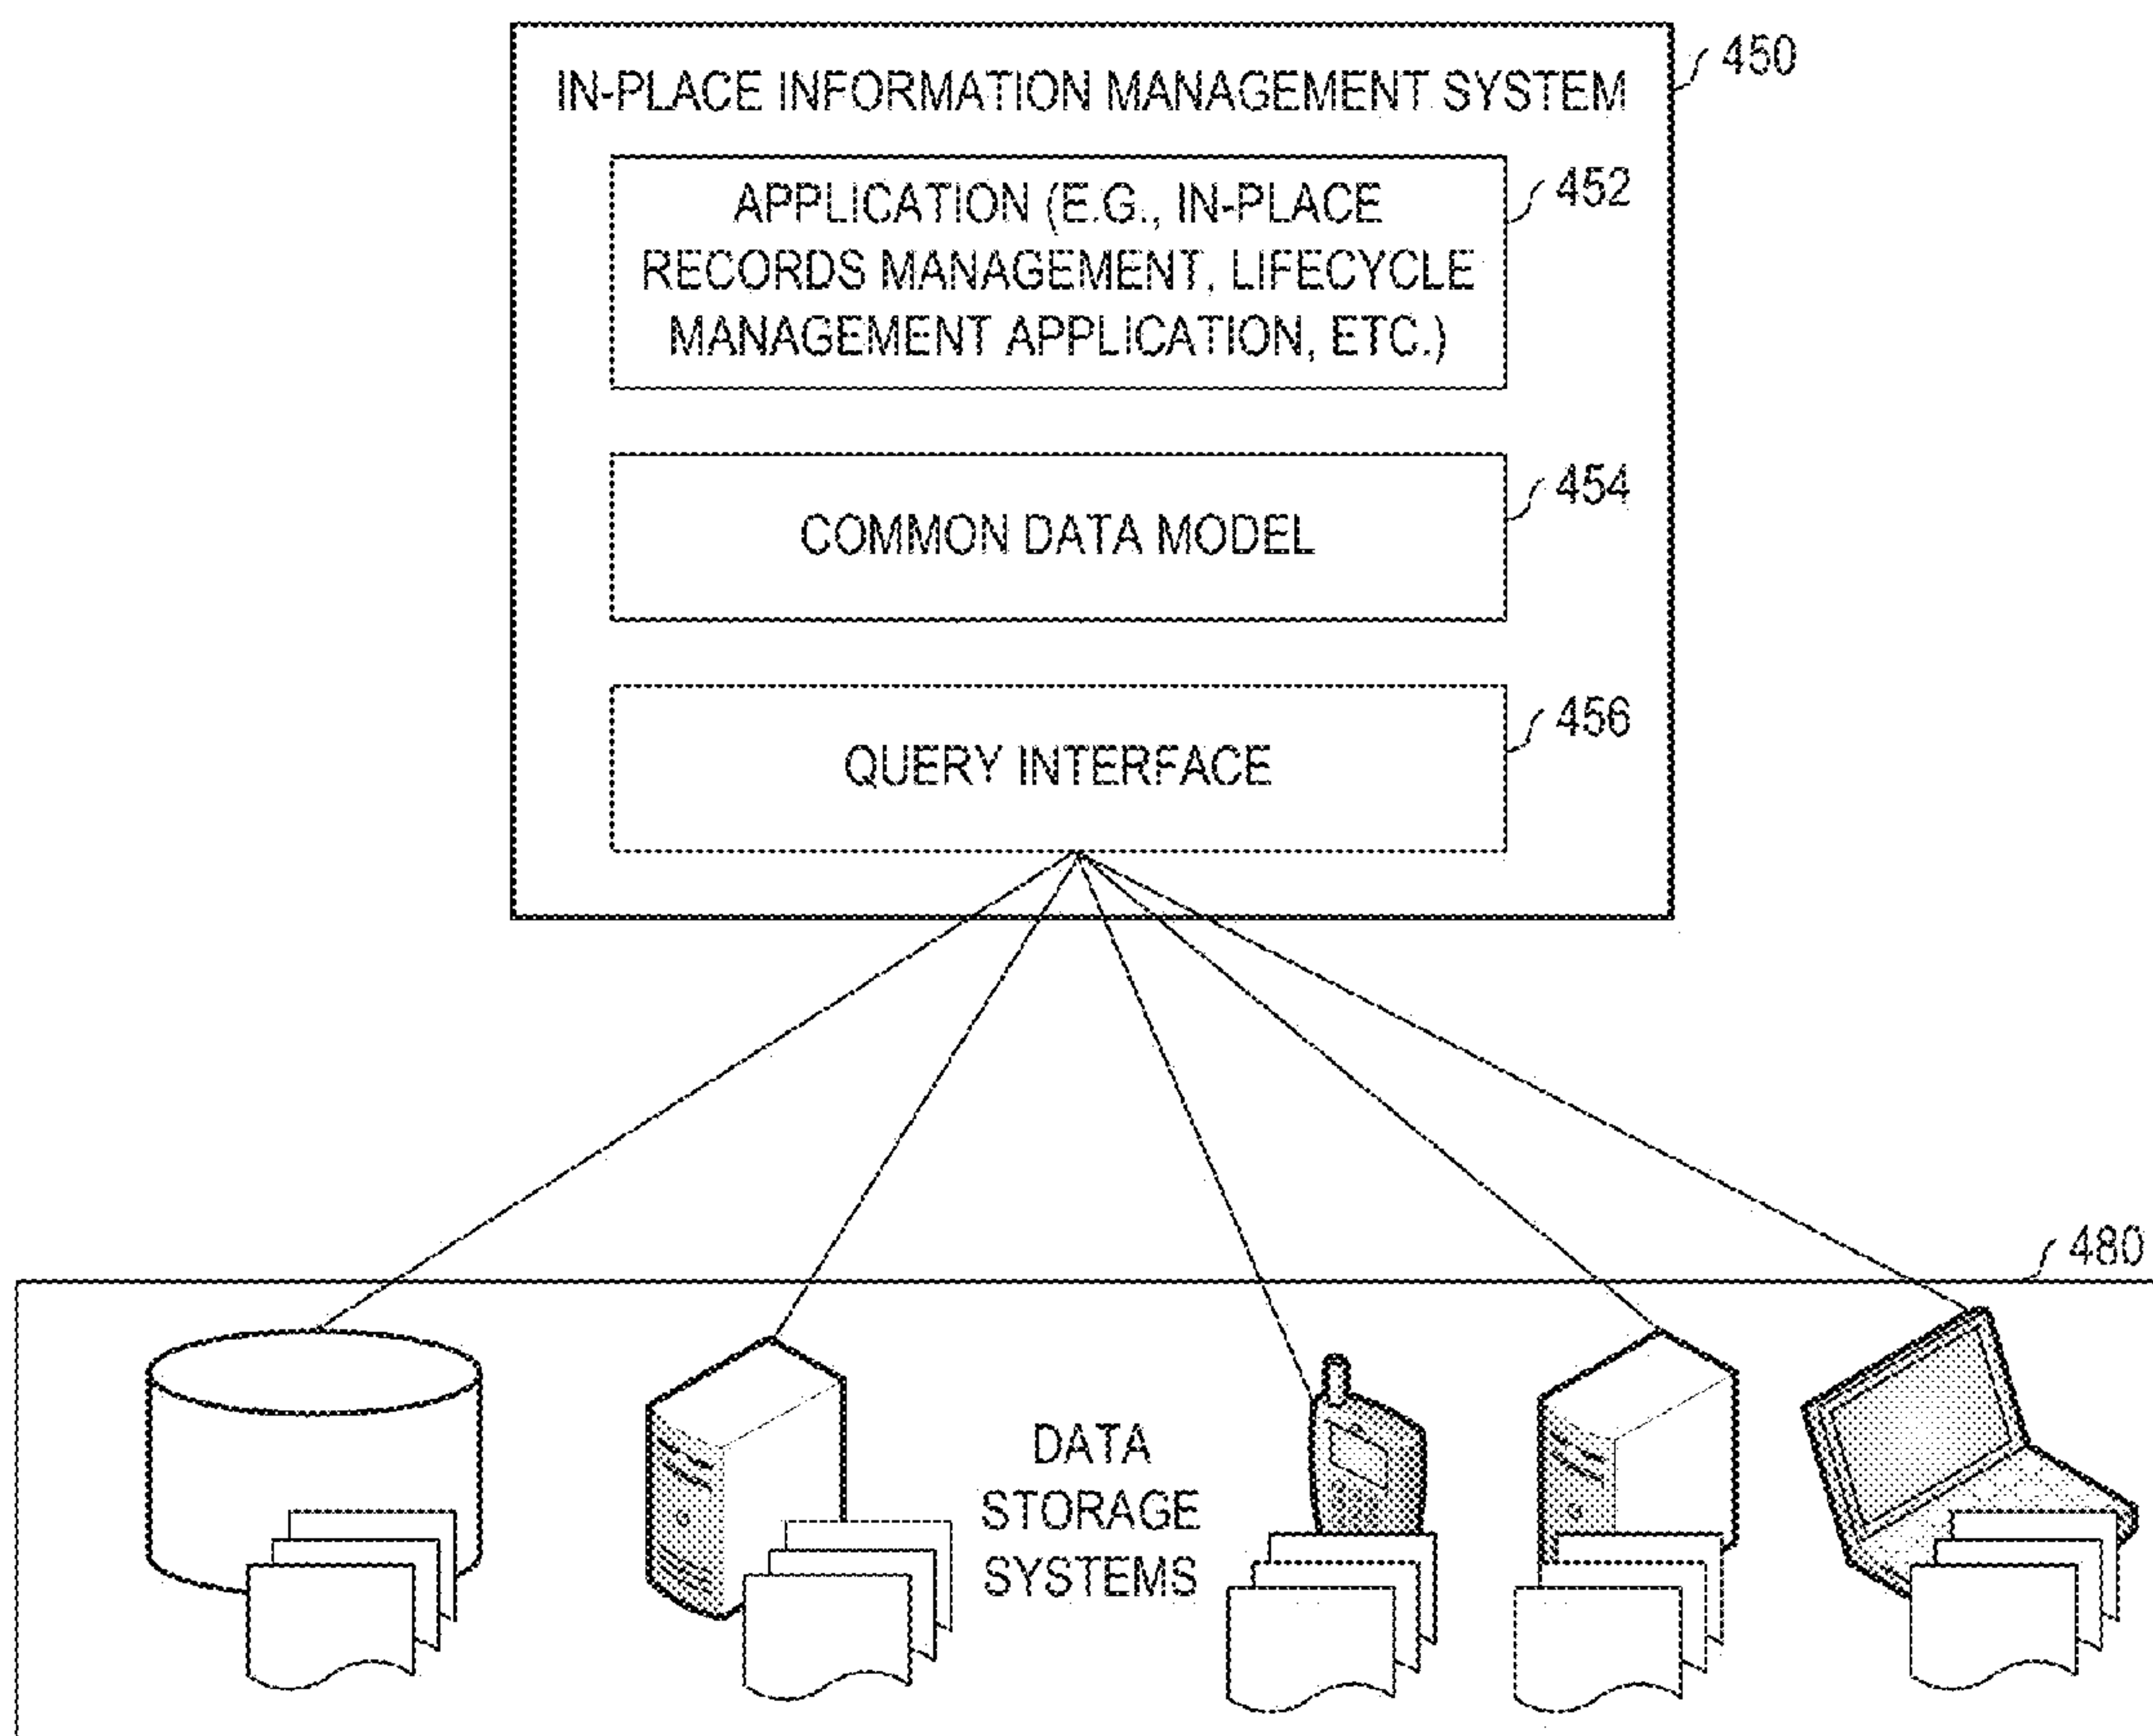 IN-PLACE INFORMATION MANAGEMENT SYSTEM
450
APPLICATION (E.G., IN-PLACE
RECORDS MANAGEMENT, LIFECYCLE
MANAGEMENT APPLICATION, ETC.)
452
COMMON DATA MODEL
454
QUERY INTERFACE
456
480
DATA
STORAGE
SYSTEMS